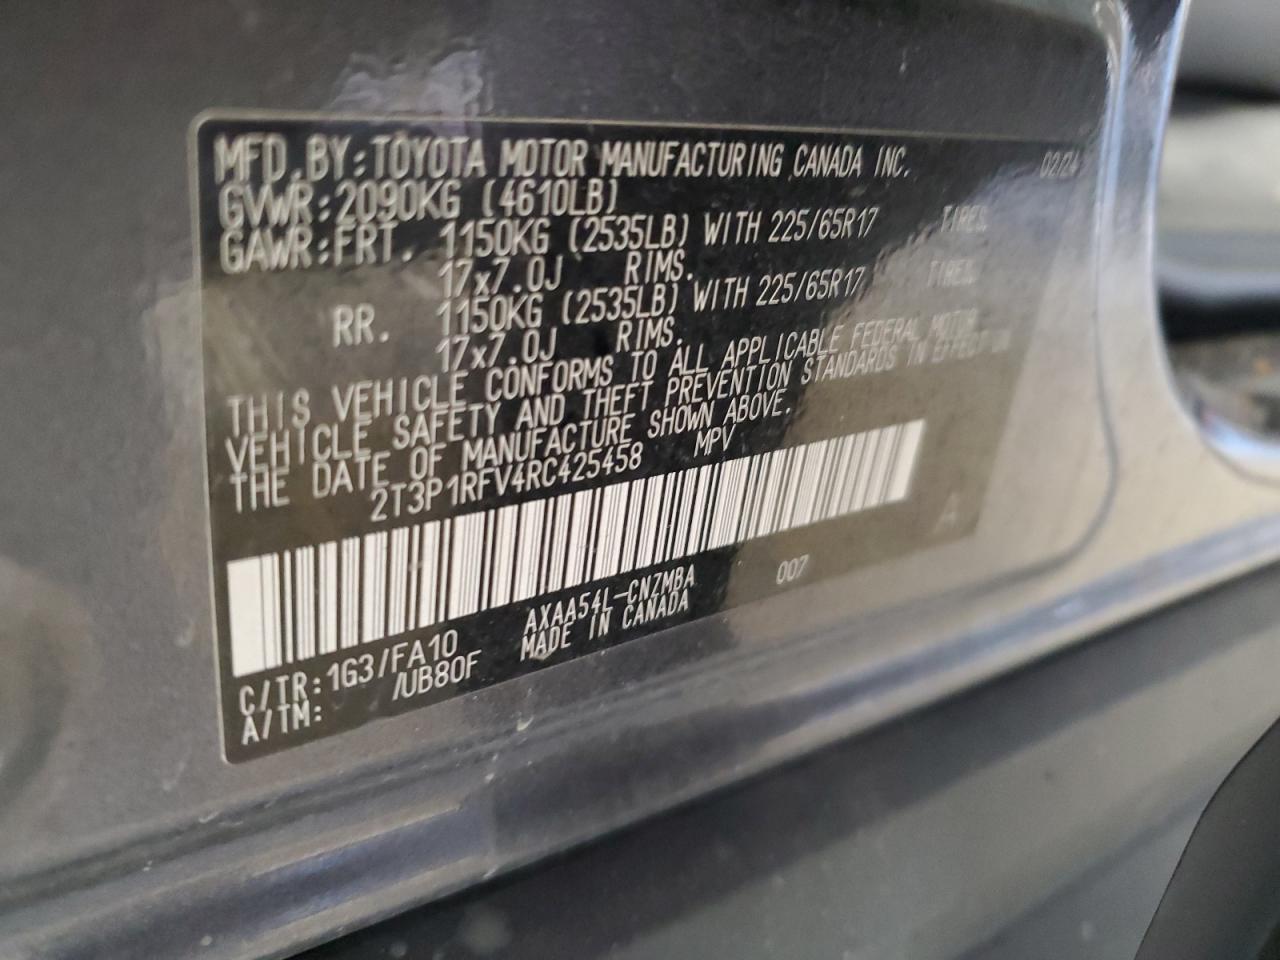 MFD. BY: TOYOTA MOTOR MANUFACTURING CANADA INC. 02/24
GVWR: 2090KG (4610LB)
GAWR: FRT. 1150KG (2535LB) WITH 225/65R17 TIRES
17x7.0J RIMS.
RR. 1150KG (2535LB) WITH 225/65R17 TIRES
17x7.0J RIMS.
THIS VEHICLE CONFORMS TO ALL APPLICABLE FEDERAL MOTOR
VEHICLE SAFETY AND THEFT PREVENTION STANDARDS IN EFFECT ON
THE DATE OF MANUFACTURE SHOWN ABOVE.
2T3P1RFV4RC425458 MPV
A
C/TR: 1G3/FA10 AXAA54L-CNZMBA 007
A/TM: /UB80F MADE IN CANADA